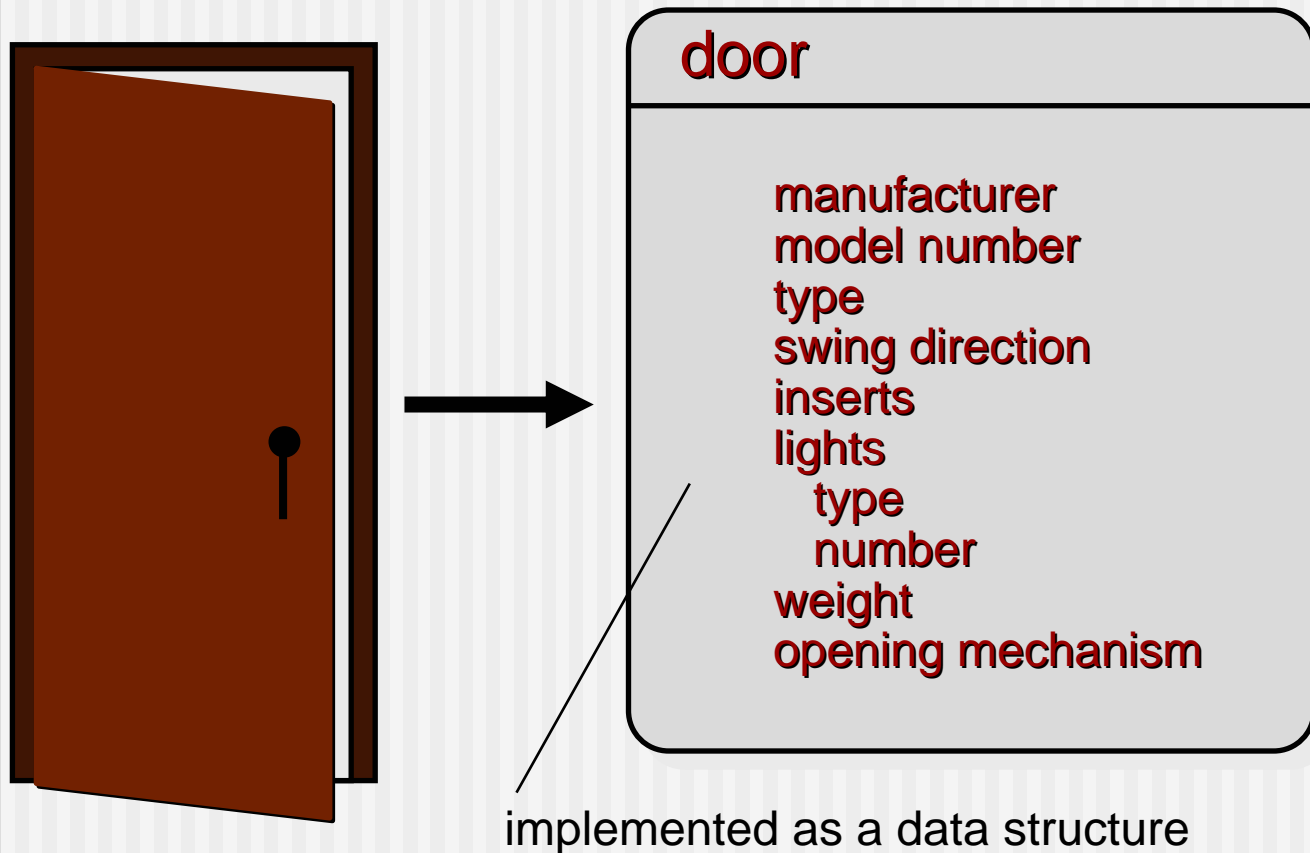 door
manufacturer
model number
type
swing direction
inserts
lights
type
number
weight
opening mechanism
implemented as a data structure